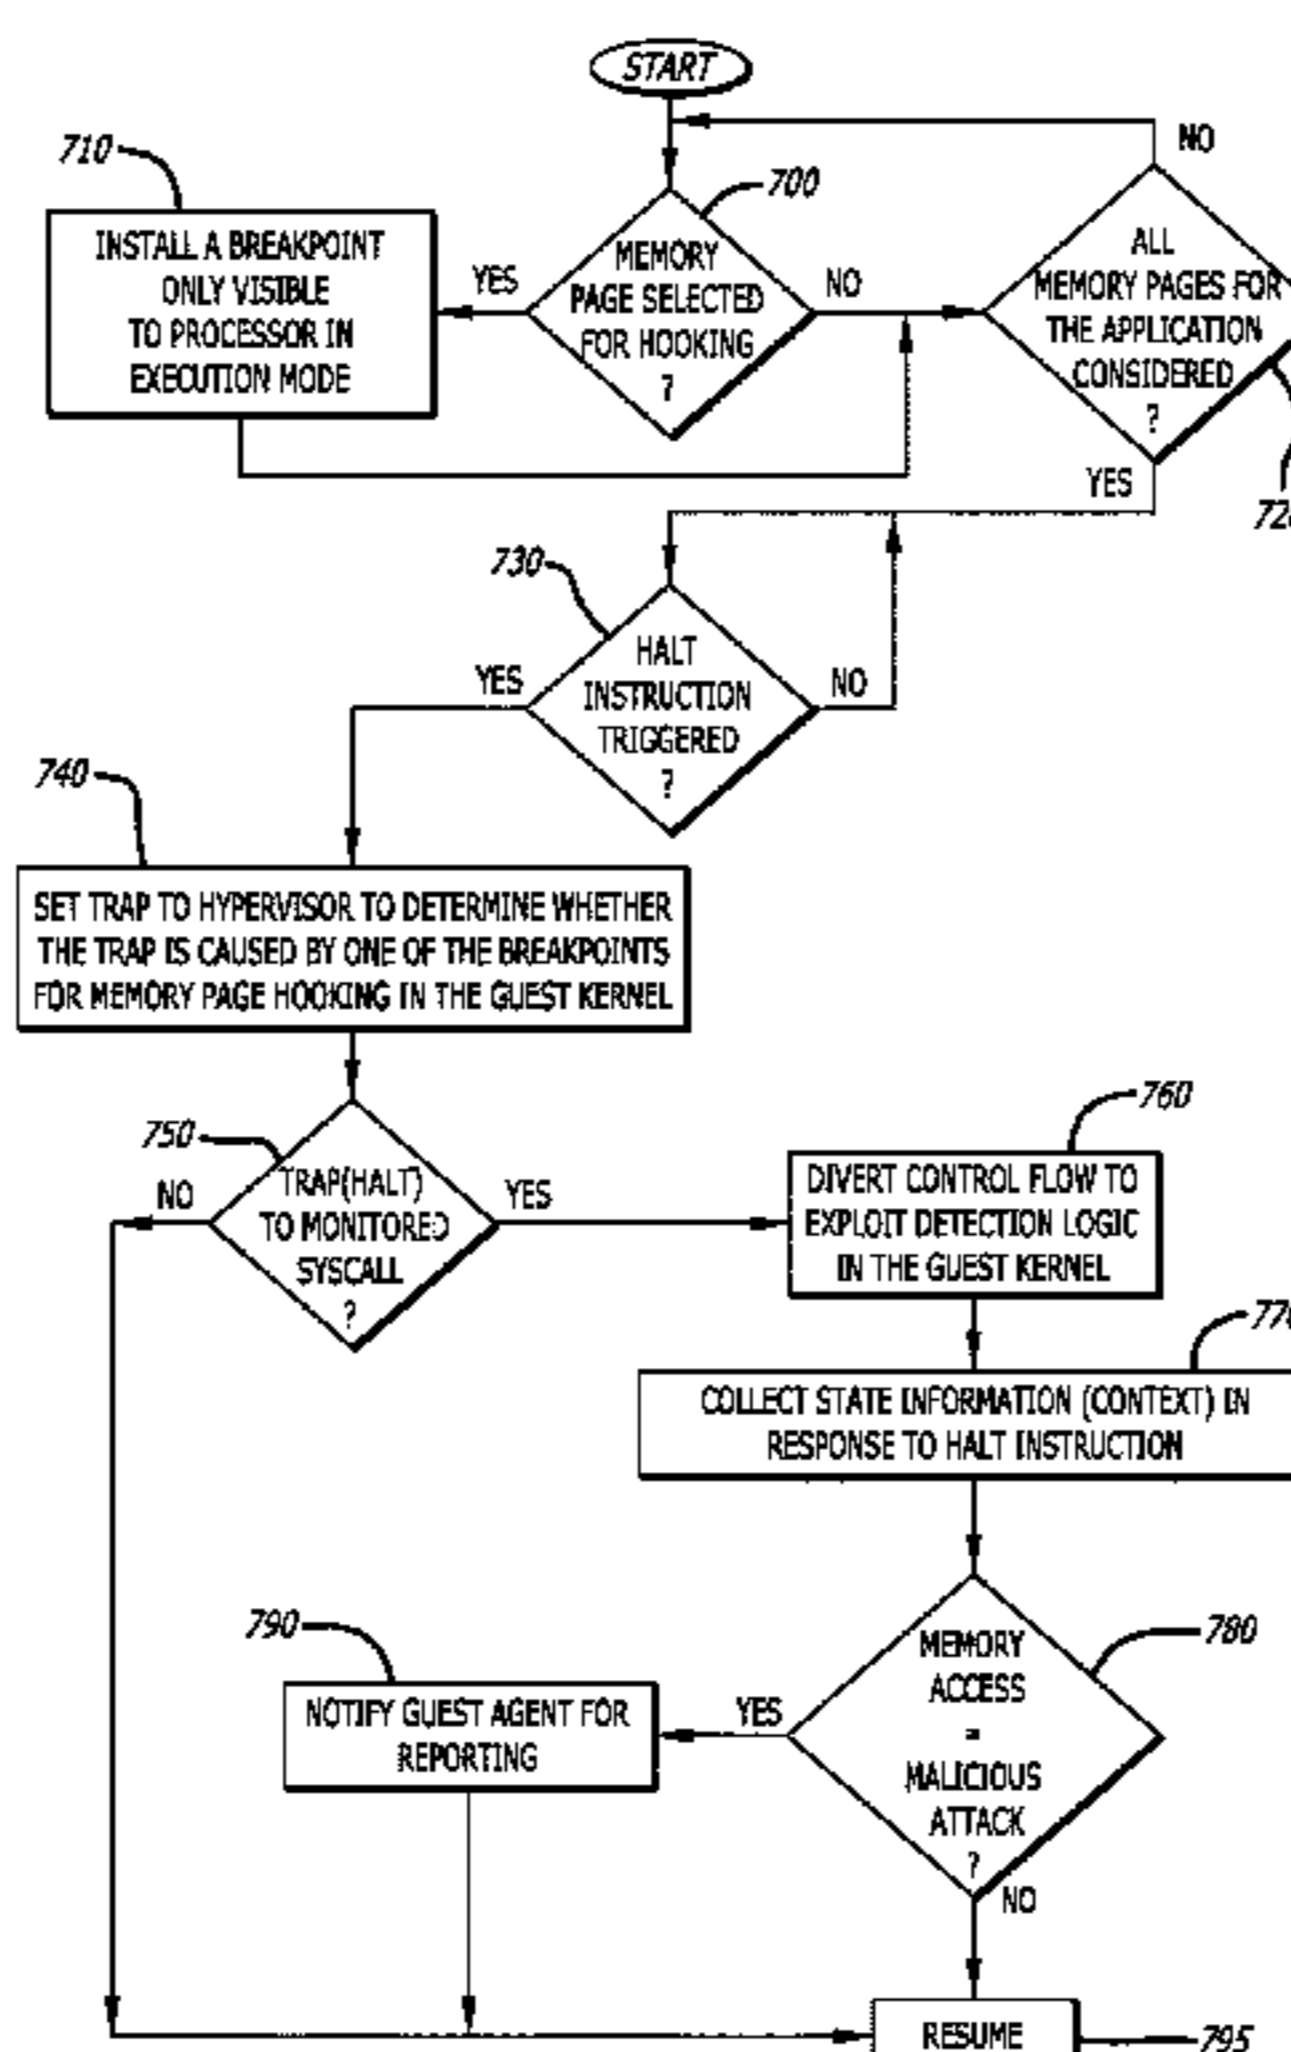 START
NO
710
700
INSTALL A BREAKPOINT
ONLY VISIBLE
TO PROCESSOR IN
EXECUTION MODE
YES
MEMORY
PAGE SELECTED
FOR HOOKING
?
NO
ALL
MEMORY PAGES FOR
THE APPLICATION
CONSIDERED
?
YES
730
HALT
INSTRUCTION
TRIGGERED
?
YES
NO
740
SET TRAP TO HYPERVISOR TO DETERMINE WHETHER
THE TRAP IS CAUSED BY ONE OF THE BREAKPOINTS
FOR MEMORY PAGE HOOKING IN THE GUEST KERNEL
750
NO
TRAP(HALT)
TO MONITORED
SYSCALL
?
YES
760
DIVERT CONTROL FLOW TO
EXPLOIT DETECTION LOGIC
IN THE GUEST KERNEL
COLLECT STATE INFORMATION (CONTEXT) IN
RESPONSE TO HALT INSTRUCTION
780
MEMORY
ACCESS
=
MALICIOUS
ATTACK
?
YES
NO
790
NOTIFY GUEST AGENT FOR
REPORTING
RESUME
795